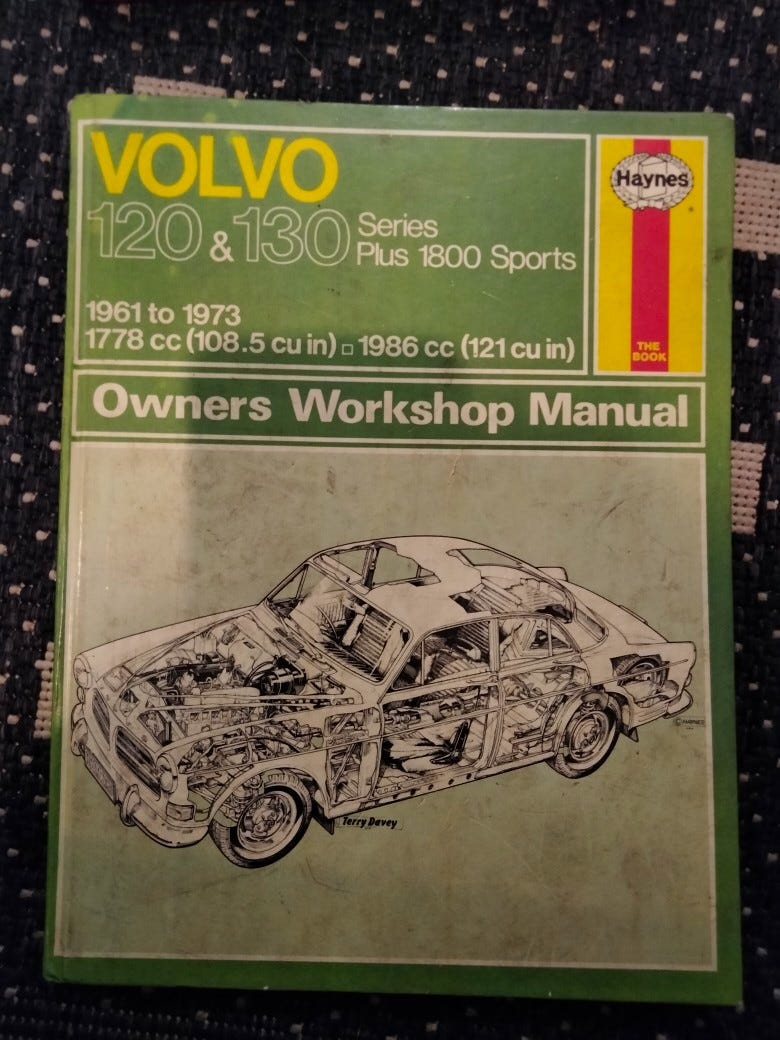 VOLVO
120 & 130 Series
Plus 1800 Sports
1961 to 1973
1778 cc (108.5 cu in) □ 1986 cc (121 cu in)
Haynes
®
THE
BOOK
Owners Workshop Manual
© HAYNES
Terry Davey